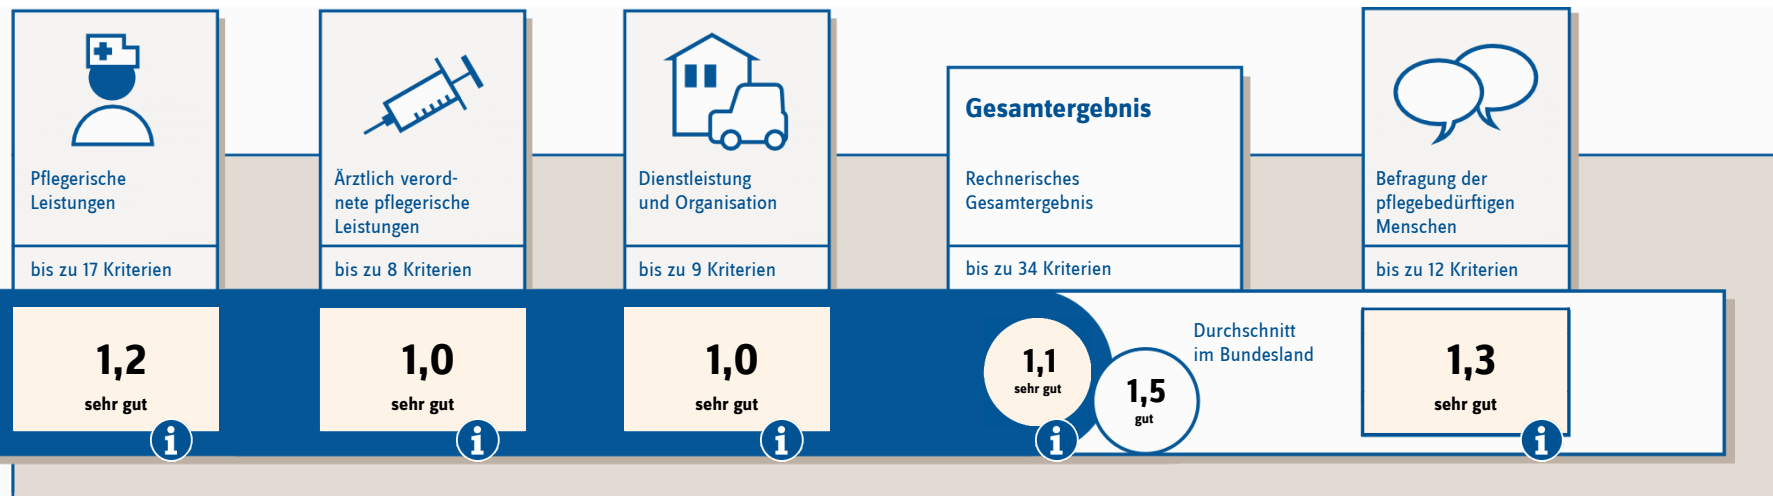 Pflegerische
Leistungen
bis zu 17 Kriterien
1,2
sehr gut
i
Ärztlich verord-
nete pflegerische
Leistungen
bis zu 8 Kriterien
1,0
sehr gut
i
Dienstleistung
und Organisation
bis zu 9 Kriterien
1,0
sehr gut
i
Gesamtergebnis
Rechnerisches
Gesamtergebnis
bis zu 34 Kriterien
1,1
sehr gut
i
1,5
gut
Durchschnitt
im Bundesland
Befragung der
pflegebedürftigen
Menschen
bis zu 12 Kriterien
1,3
sehr gut
i